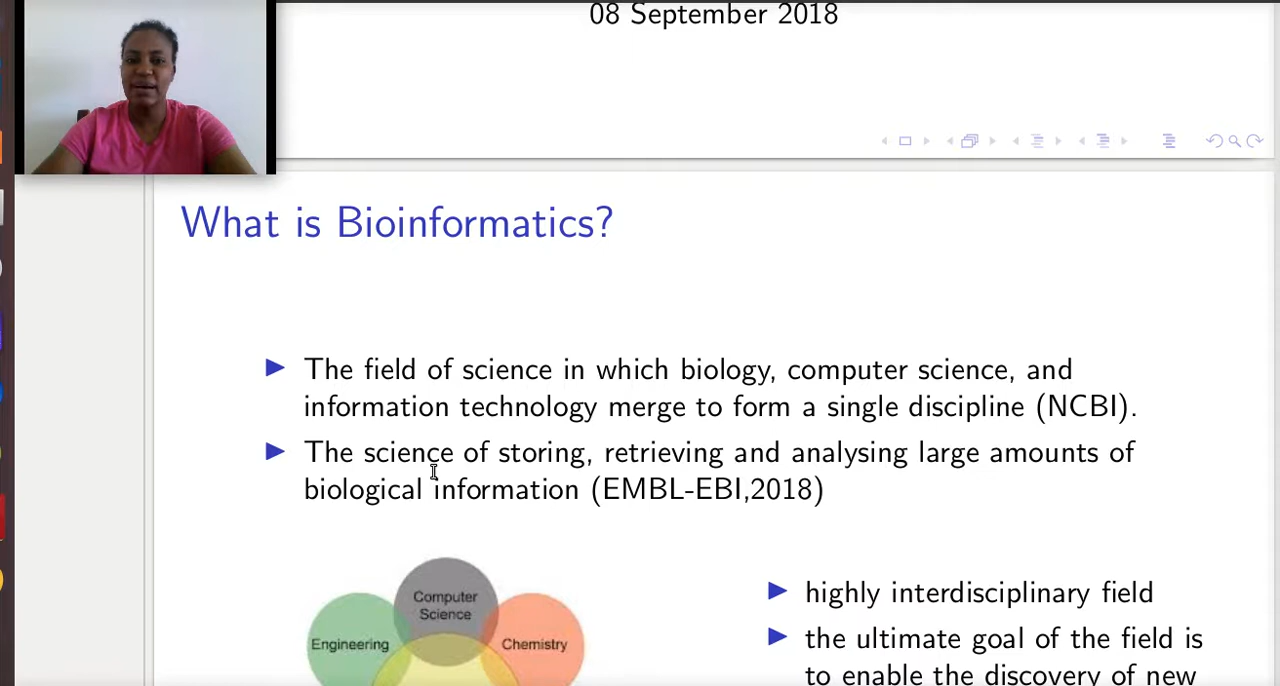 08 September 2018
What is Bioinformatics?
The field of science in which biology, computer science, and
information technology merge to form a single discipline (NCBI).
The science of storing, retrieving and analysing large amounts of
biological information (EMBL-EBI,2018)
Computer
Science
Engineering
Chemistry
highly interdisciplinary field
the ultimate goal of the field is
to enable the discovery of new